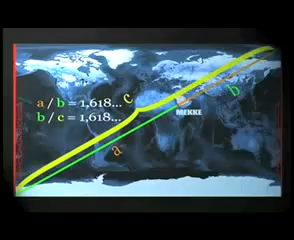 a / b = 1,618...
b / c = 1,618...
c
MEKKE
b
a